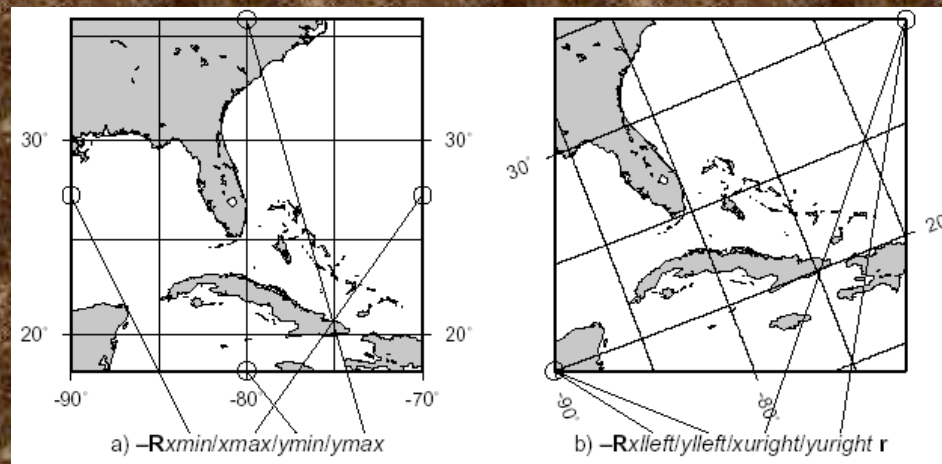 30° 30°
20° 20°
-90° -80° -70°
a) –Rxmin/xmax/ymin/ymax
30°
20°
-90° -80°
b) –Rxlleft/ylleft/xuright/yuright r